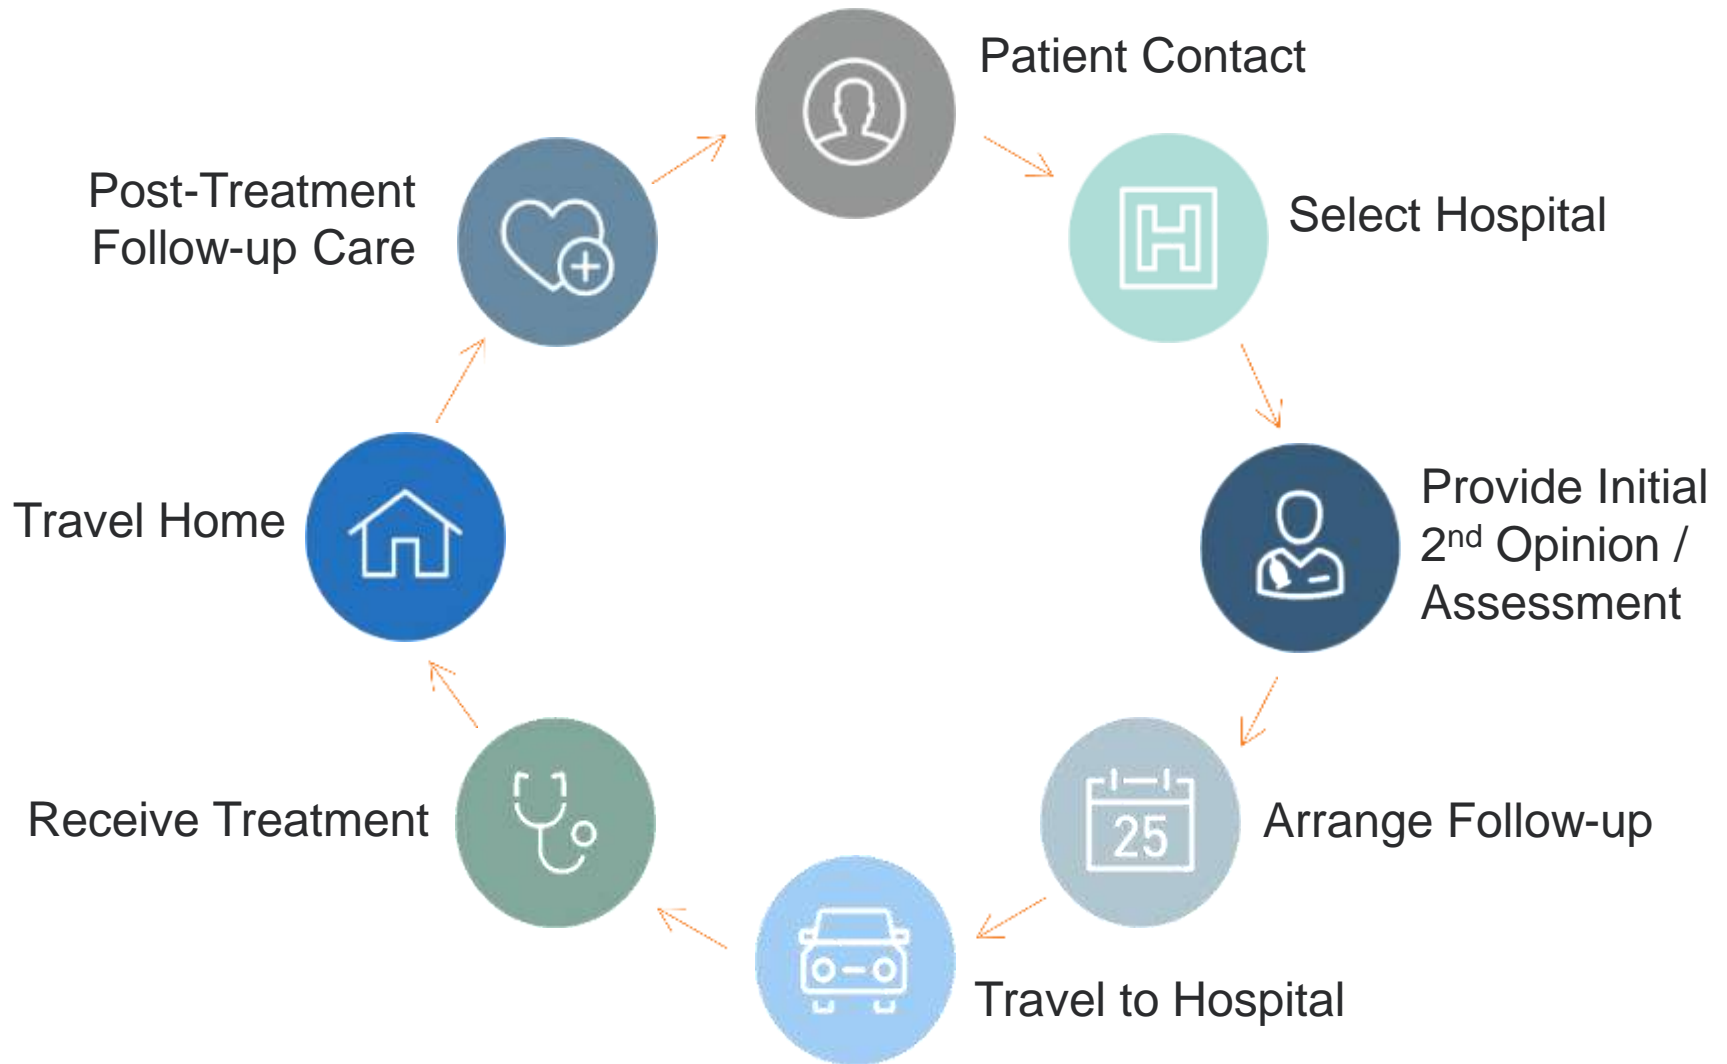 Patient Contact
Select Hospital
Provide Initial
2nd Opinion /
Assessment
25
Arrange Follow-up
Travel to Hospital
Receive Treatment
Travel Home
Post-Treatment
Follow-up Care
H